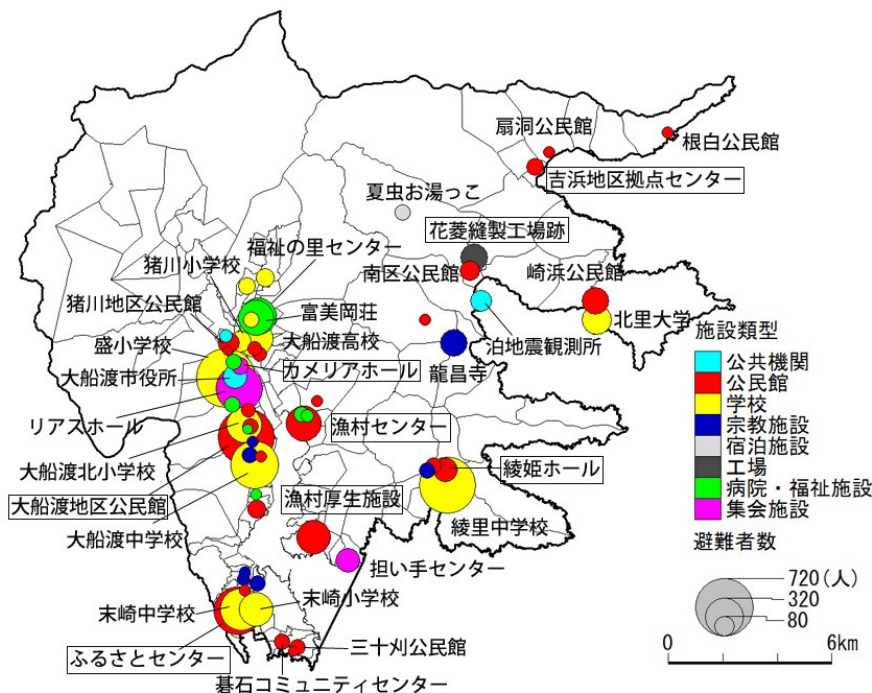 扇洞公民館
根白公民館
吉浜地区拠点センター
夏虫お湯っこ
花菱縫製工場跡
福祉の里センター
猪川小学校
南区公民館
崎浜公民館
猪川地区公民館
富美岡荘
北里大学
盛小学校
大船渡高校
泊地震観測所
大船渡市役所
カメリアホール
龍昌寺
リアスホール
漁村センター
大船渡北小学校
綾姫ホール
大船渡地区公民館
漁村厚生施設
大船渡中学校
綾里中学校
担い手センター
末崎中学校
末崎小学校
ふるさとセンター
三十刈公民館
碁石コミュニティセンター
施設類型
公共機関
公民館
学校
宗教施設
宿泊施設
工場
病院・福祉施設
集会施設
避難者数
720(人)
320
80
0 6km